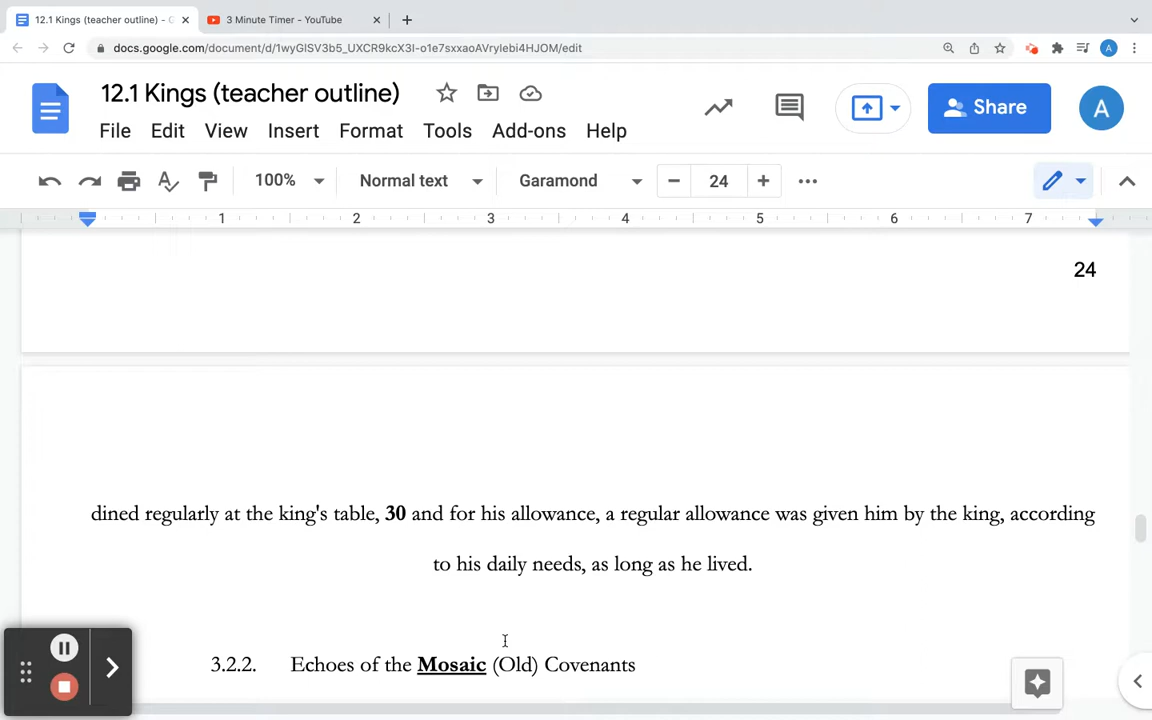 12.1 Kings (teacher outline) - G
3 Minute Timer - YouTube
docs.google.com/document/d/1wyGlSV3b5_UXCR9kcX3I-o1e7sxxaoAVryIebi4HJOM/edit
A
12.1 Kings (teacher outline)
File Edit View Insert Format Tools Add-ons Help
Share
A
100% Normal text Garamond 24
1 2 3 4 5 6 7
24
dined regularly at the king's table, 30 and for his allowance, a regular allowance was given him by the king, according
to his daily needs, as long as he lived.
3.2.2. Echoes of the Mosaic (Old) Covenants